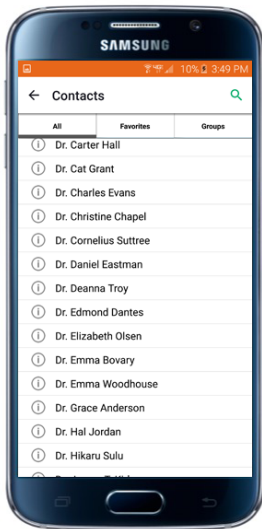 SAMSUNG
10% 3:49 PM
Contacts
All Favorites Groups
Dr. Carter Hall
Dr. Cat Grant
Dr. Charles Evans
Dr. Christine Chapel
Dr. Cornelius Suttree
Dr. Daniel Eastman
Dr. Deanna Troy
Dr. Edmond Dantes
Dr. Elizabeth Olsen
Dr. Emma Bovary
Dr. Emma Woodhouse
Dr. Grace Anderson
Dr. Hal Jordan
Dr. Hikaru Sulu